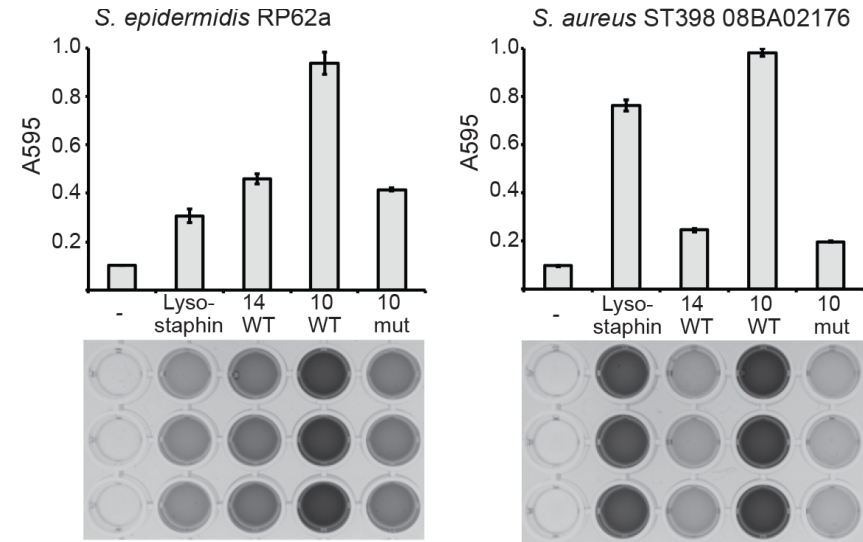 S. epidermidis RP62a
A595
1.0
0.8
0.6
0.4
0.2
-
Lyso-
staphin
14
WT
10
WT
10
mut
S. aureus ST398 08BA02176
A595
1.0
0.8
0.6
0.4
0.2
-
Lyso-
staphin
14
WT
10
WT
10
mut